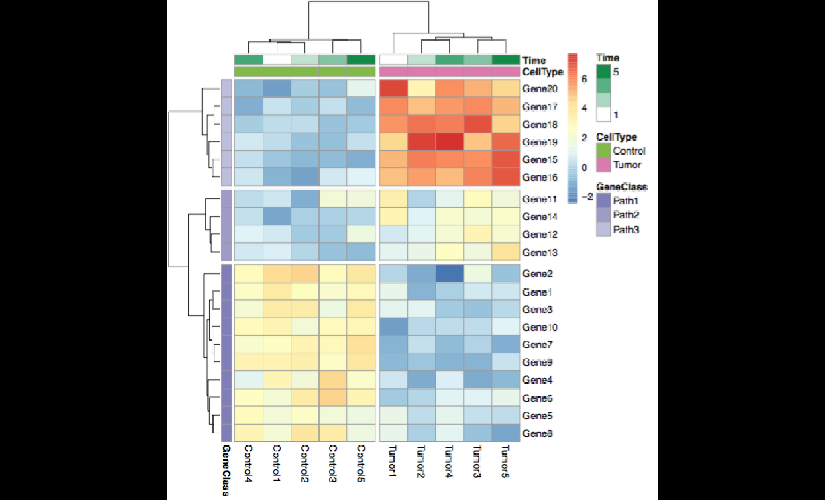 Time
CellType
Gene20
Gene17
Gene18
Gene19
Gene15
Gene16
Gene11
Gene14
Gene12
Gene13
Gene2
Gene1
Gene3
Gene10
Gene7
Gene9
Gene4
Gene6
Gene5
Gene8
GeneClass
Control4
Control1
Control2
Control3
Control5
Tumor1
Tumor2
Tumor4
Tumor3
Tumor5
6
4
2
0
−2
Time
5
1
CellType
Control
Tumor
GeneClass
Path1
Path2
Path3